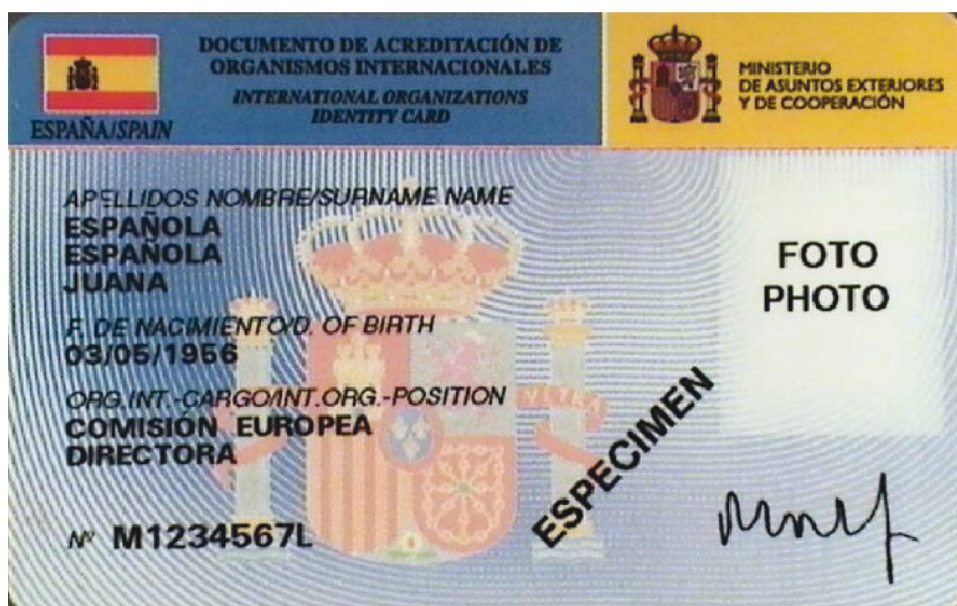 DOCUMENTO DE ACREDITACIÓN DE
ORGANISMOS INTERNACIONALES
INTERNATIONAL ORGANIZATIONS
IDENTITY CARD
ESPAÑA/SPAIN
MINISTERIO
DE ASUNTOS EXTERIORES
Y DE COOPERACIÓN
APELLIDOS NOMBRE/SURNAME NAME
ESPAÑOLA
ESPAÑOLA
JUANA
F. DE NACIMIENTO/D. OF BIRTH
03/05/1956
ORG.INT.-CARGO/INT.ORG.-POSITION
COMISIÓN EUROPEA
DIRECTORA
Nº M1234567L
FOTO
PHOTO
ESPECIMEN
VLTRA